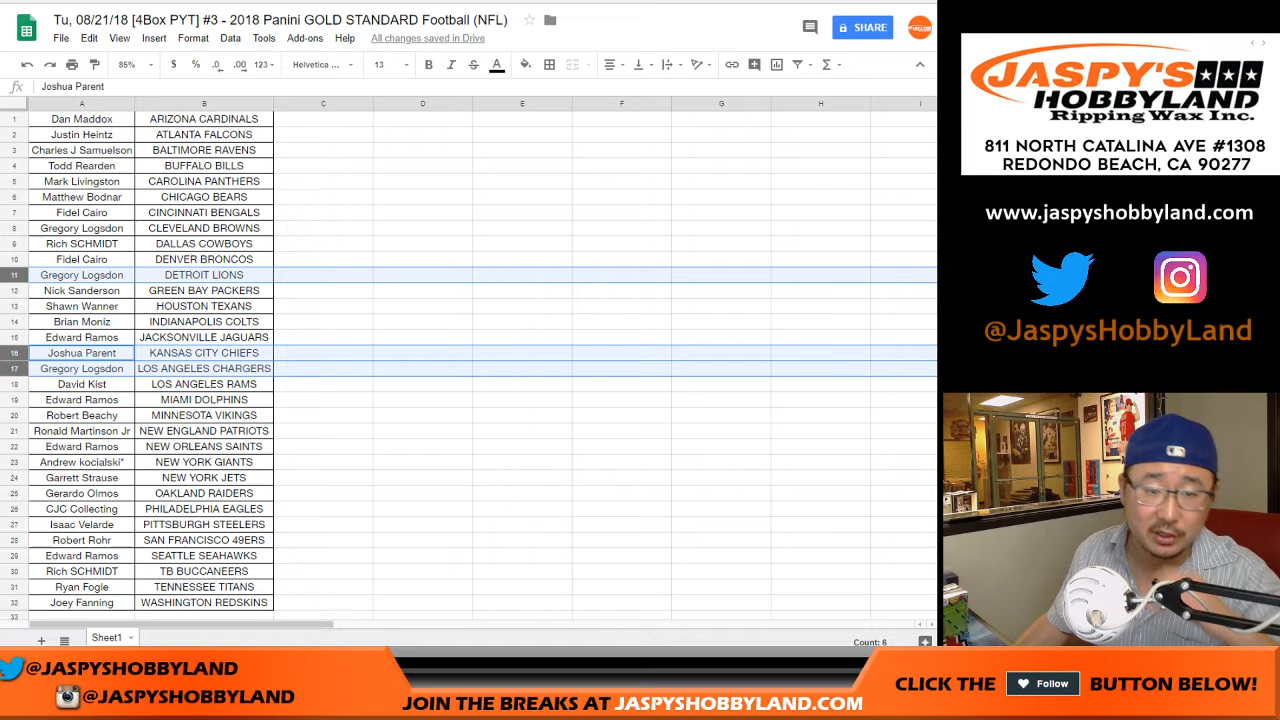 Tu, 08/21/18 [4Box PYT] #3 - 2018 Panini GOLD STANDARD Football (NFL)
File Edit View Insert Format Data Tools Add-ons Help All changes saved in Drive
SHARE
85% $ % .0 .00 123 Helvetica ... 13 B I S A
fx Joshua Parent
A B C D E F G H I
1 Dan Maddox ARIZONA CARDINALS
2 Justin Heintz ATLANTA FALCONS
3 Charles J Samuelson BALTIMORE RAVENS
4 Todd Rearden BUFFALO BILLS
5 Mark Livingston CAROLINA PANTHERS
6 Matthew Bodnar CHICAGO BEARS
7 Fidel Cairo CINCINNATI BENGALS
8 Gregory Logsdon CLEVELAND BROWNS
9 Rich SCHMIDT DALLAS COWBOYS
10 Fidel Cairo DENVER BRONCOS
11 Gregory Logsdon DETROIT LIONS
12 Nick Sanderson GREEN BAY PACKERS
13 Shawn Wanner HOUSTON TEXANS
14 Brian Moniz INDIANAPOLIS COLTS
15 Edward Ramos JACKSONVILLE JAGUARS
16 Joshua Parent KANSAS CITY CHIEFS
17 Gregory Logsdon LOS ANGELES CHARGERS
18 David Kist LOS ANGELES RAMS
19 Edward Ramos MIAMI DOLPHINS
20 Robert Beachy MINNESOTA VIKINGS
21 Ronald Martinson Jr NEW ENGLAND PATRIOTS
22 Edward Ramos NEW ORLEANS SAINTS
23 Andrew kocialski* NEW YORK GIANTS
24 Garrett Strause NEW YORK JETS
25 Gerardo Olmos OAKLAND RAIDERS
26 CJC Collecting PHILADELPHIA EAGLES
27 Isaac Velarde PITTSBURGH STEELERS
28 Robert Rohr SAN FRANCISCO 49ERS
29 Edward Ramos SEATTLE SEAHAWKS
30 Rich SCHMIDT TB BUCCANEERS
31 Ryan Fogle TENNESSEE TITANS
32 Joey Fanning WASHINGTON REDSKINS
33
Sheet1
Count: 6
JASPY'S
HOBBYLAND
Ripping Wax Inc.
811 NORTH CATALINA AVE #1308
REDONDO BEACH, CA 90277
www.jaspyshobbyland.com
@JaspysHobbyLand
@JASPYSHOBBYLAND
@JASPYSHOBBYLAND
JOIN THE BREAKS AT JASPYSHOBBYLAND.COM
CLICK THE Follow BUTTON BELOW!